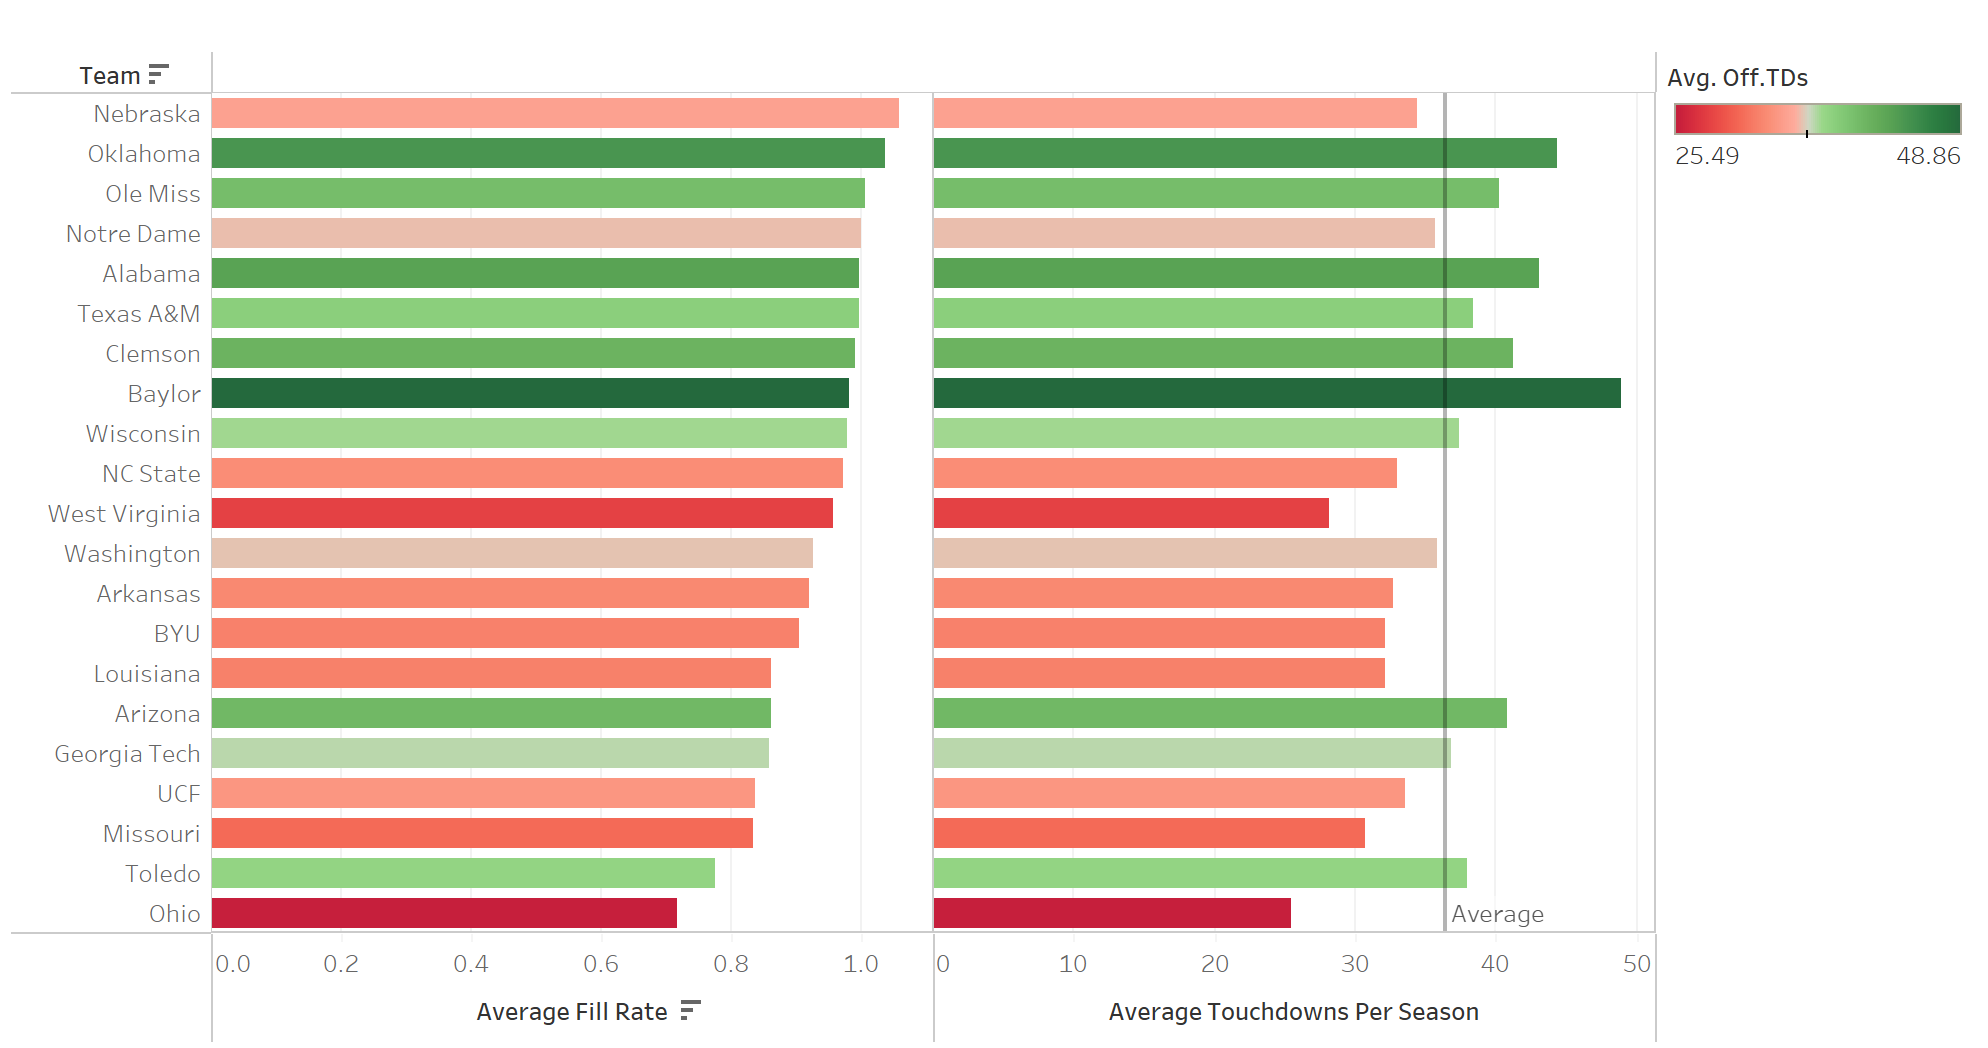 Team
Avg. Off.TDs
25.49 48.86
Nebraska
Oklahoma
Ole Miss
Notre Dame
Alabama
Texas A&M
Clemson
Baylor
Wisconsin
NC State
West Virginia
Washington
Arkansas
BYU
Louisiana
Arizona
Georgia Tech
UCF
Missouri
Toledo
Ohio
Average
0.0 0.2 0.4 0.6 0.8 1.0
0 10 20 30 40 50
Average Fill Rate
Average Touchdowns Per Season